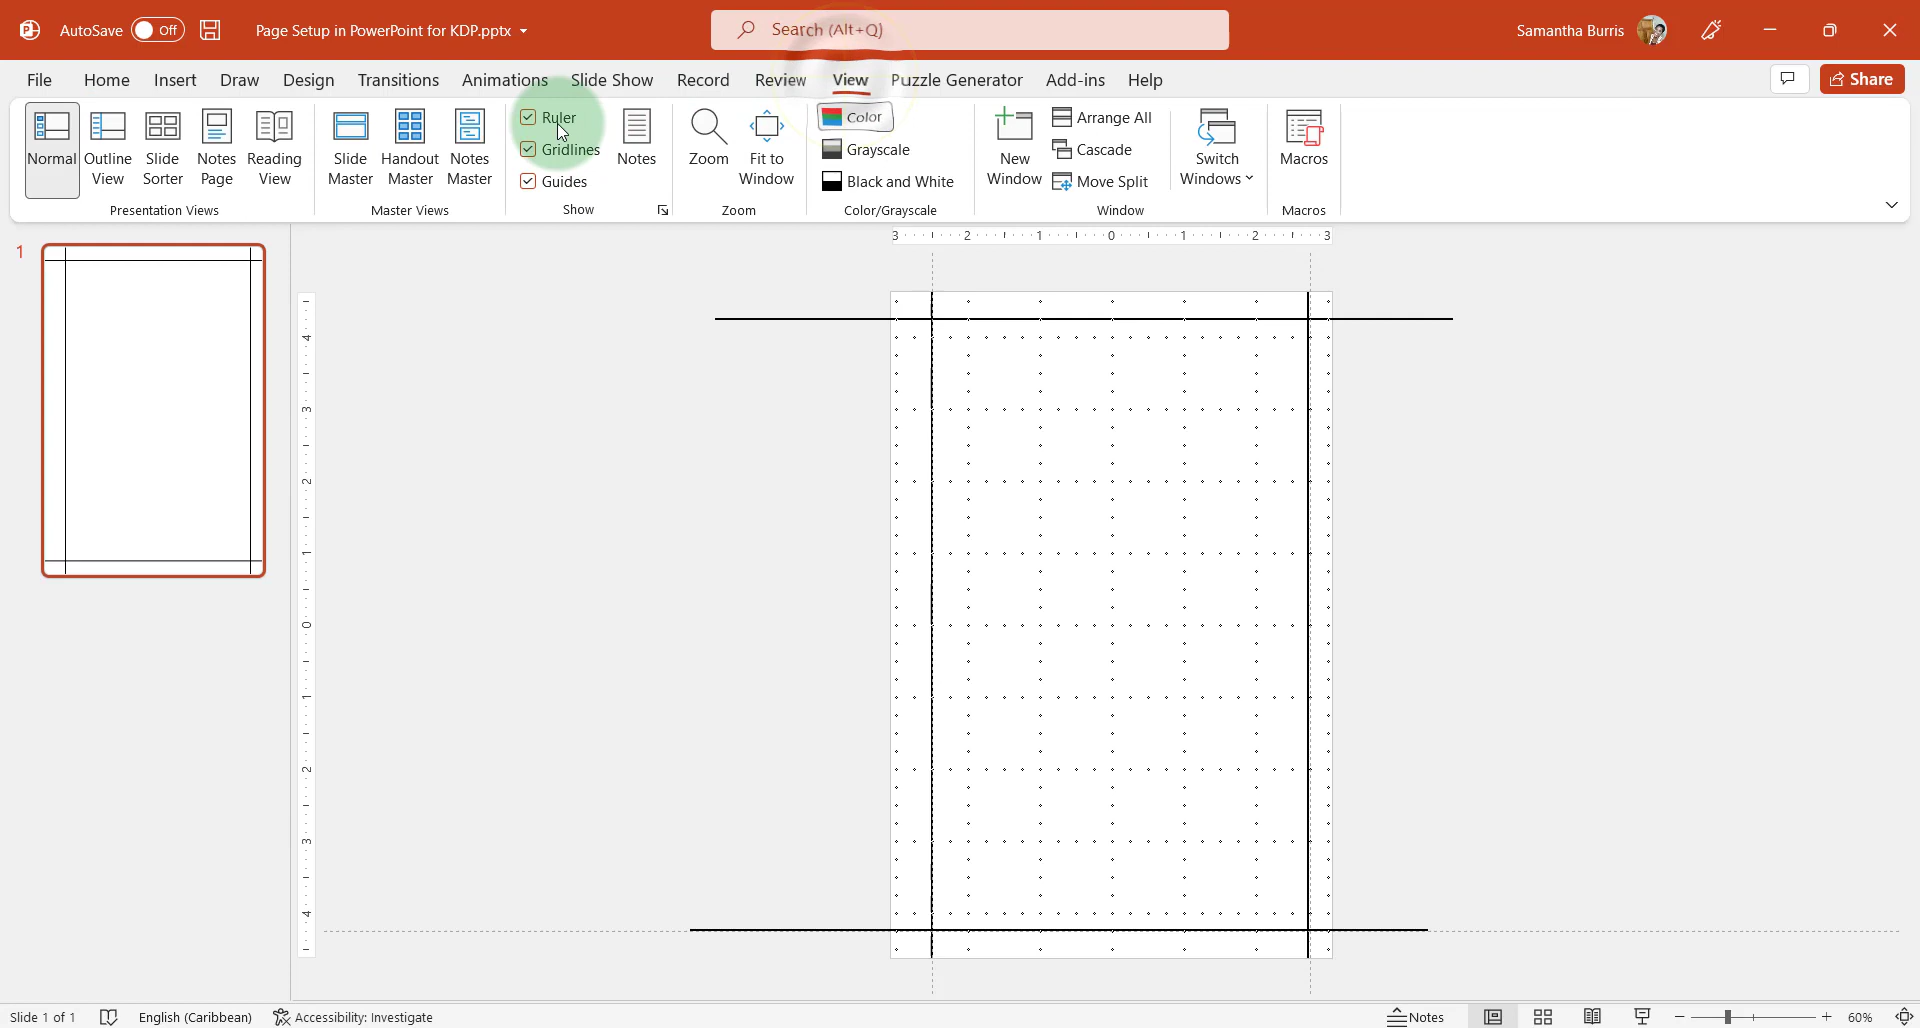 AutoSave Off Page Setup in PowerPoint for KDP.pptx Search (Alt+Q) Samantha Burris
File Home Insert Draw Design Transitions Animations Slide Show Record Review View Puzzle Generator Add-ins Help Share
Normal Outline View Slide Sorter Notes Page Reading View
Presentation Views
Slide Master Handout Master Notes Master
Master Views
Ruler
Gridlines
Guides
Notes
Show
Zoom Fit to Window
Zoom
Color
Grayscale
Black and White
Color/Grayscale
New Window
Arrange All
Cascade
Move Split
Switch Windows
Window
Macros
Macros
1
3 2 1 0 1 2 3
4
3
2
1
0
1
2
3
4
Slide 1 of 1 English (Caribbean) Accessibility: Investigate Notes 60%